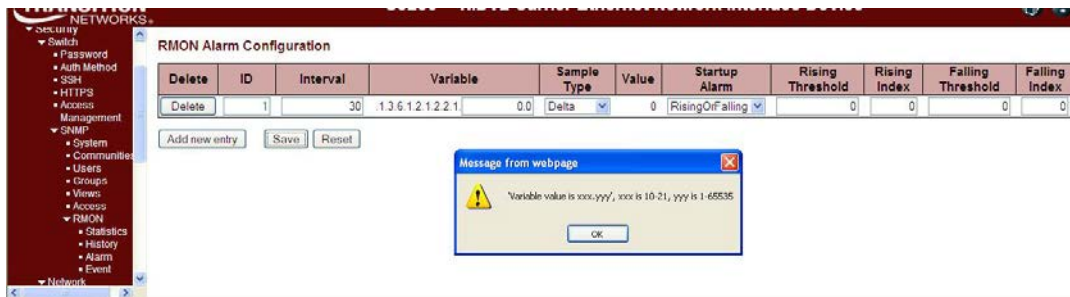 NETWORKS
Security
Switch
Password
Auth Method
SSH
HTTPS
Access
Management
SNMP
System
Communities
Users
Groups
Views
Access
RMON
Statistics
History
Alarm
Event
Network
RMON Alarm Configuration
Delete ID Interval Variable Sample Type Value Startup Alarm Rising Threshold Rising Index Falling Threshold Falling Index
Delete 1 30 .1.3.6.1.2.1.2.2.1. 0.0 Delta 0 RisingOrFalling 0 0 0 0
Add new entry Save Reset
Message from webpage
'Variable value is xxx.yyy', xxx is 10-21, yyy is 1-65535
OK